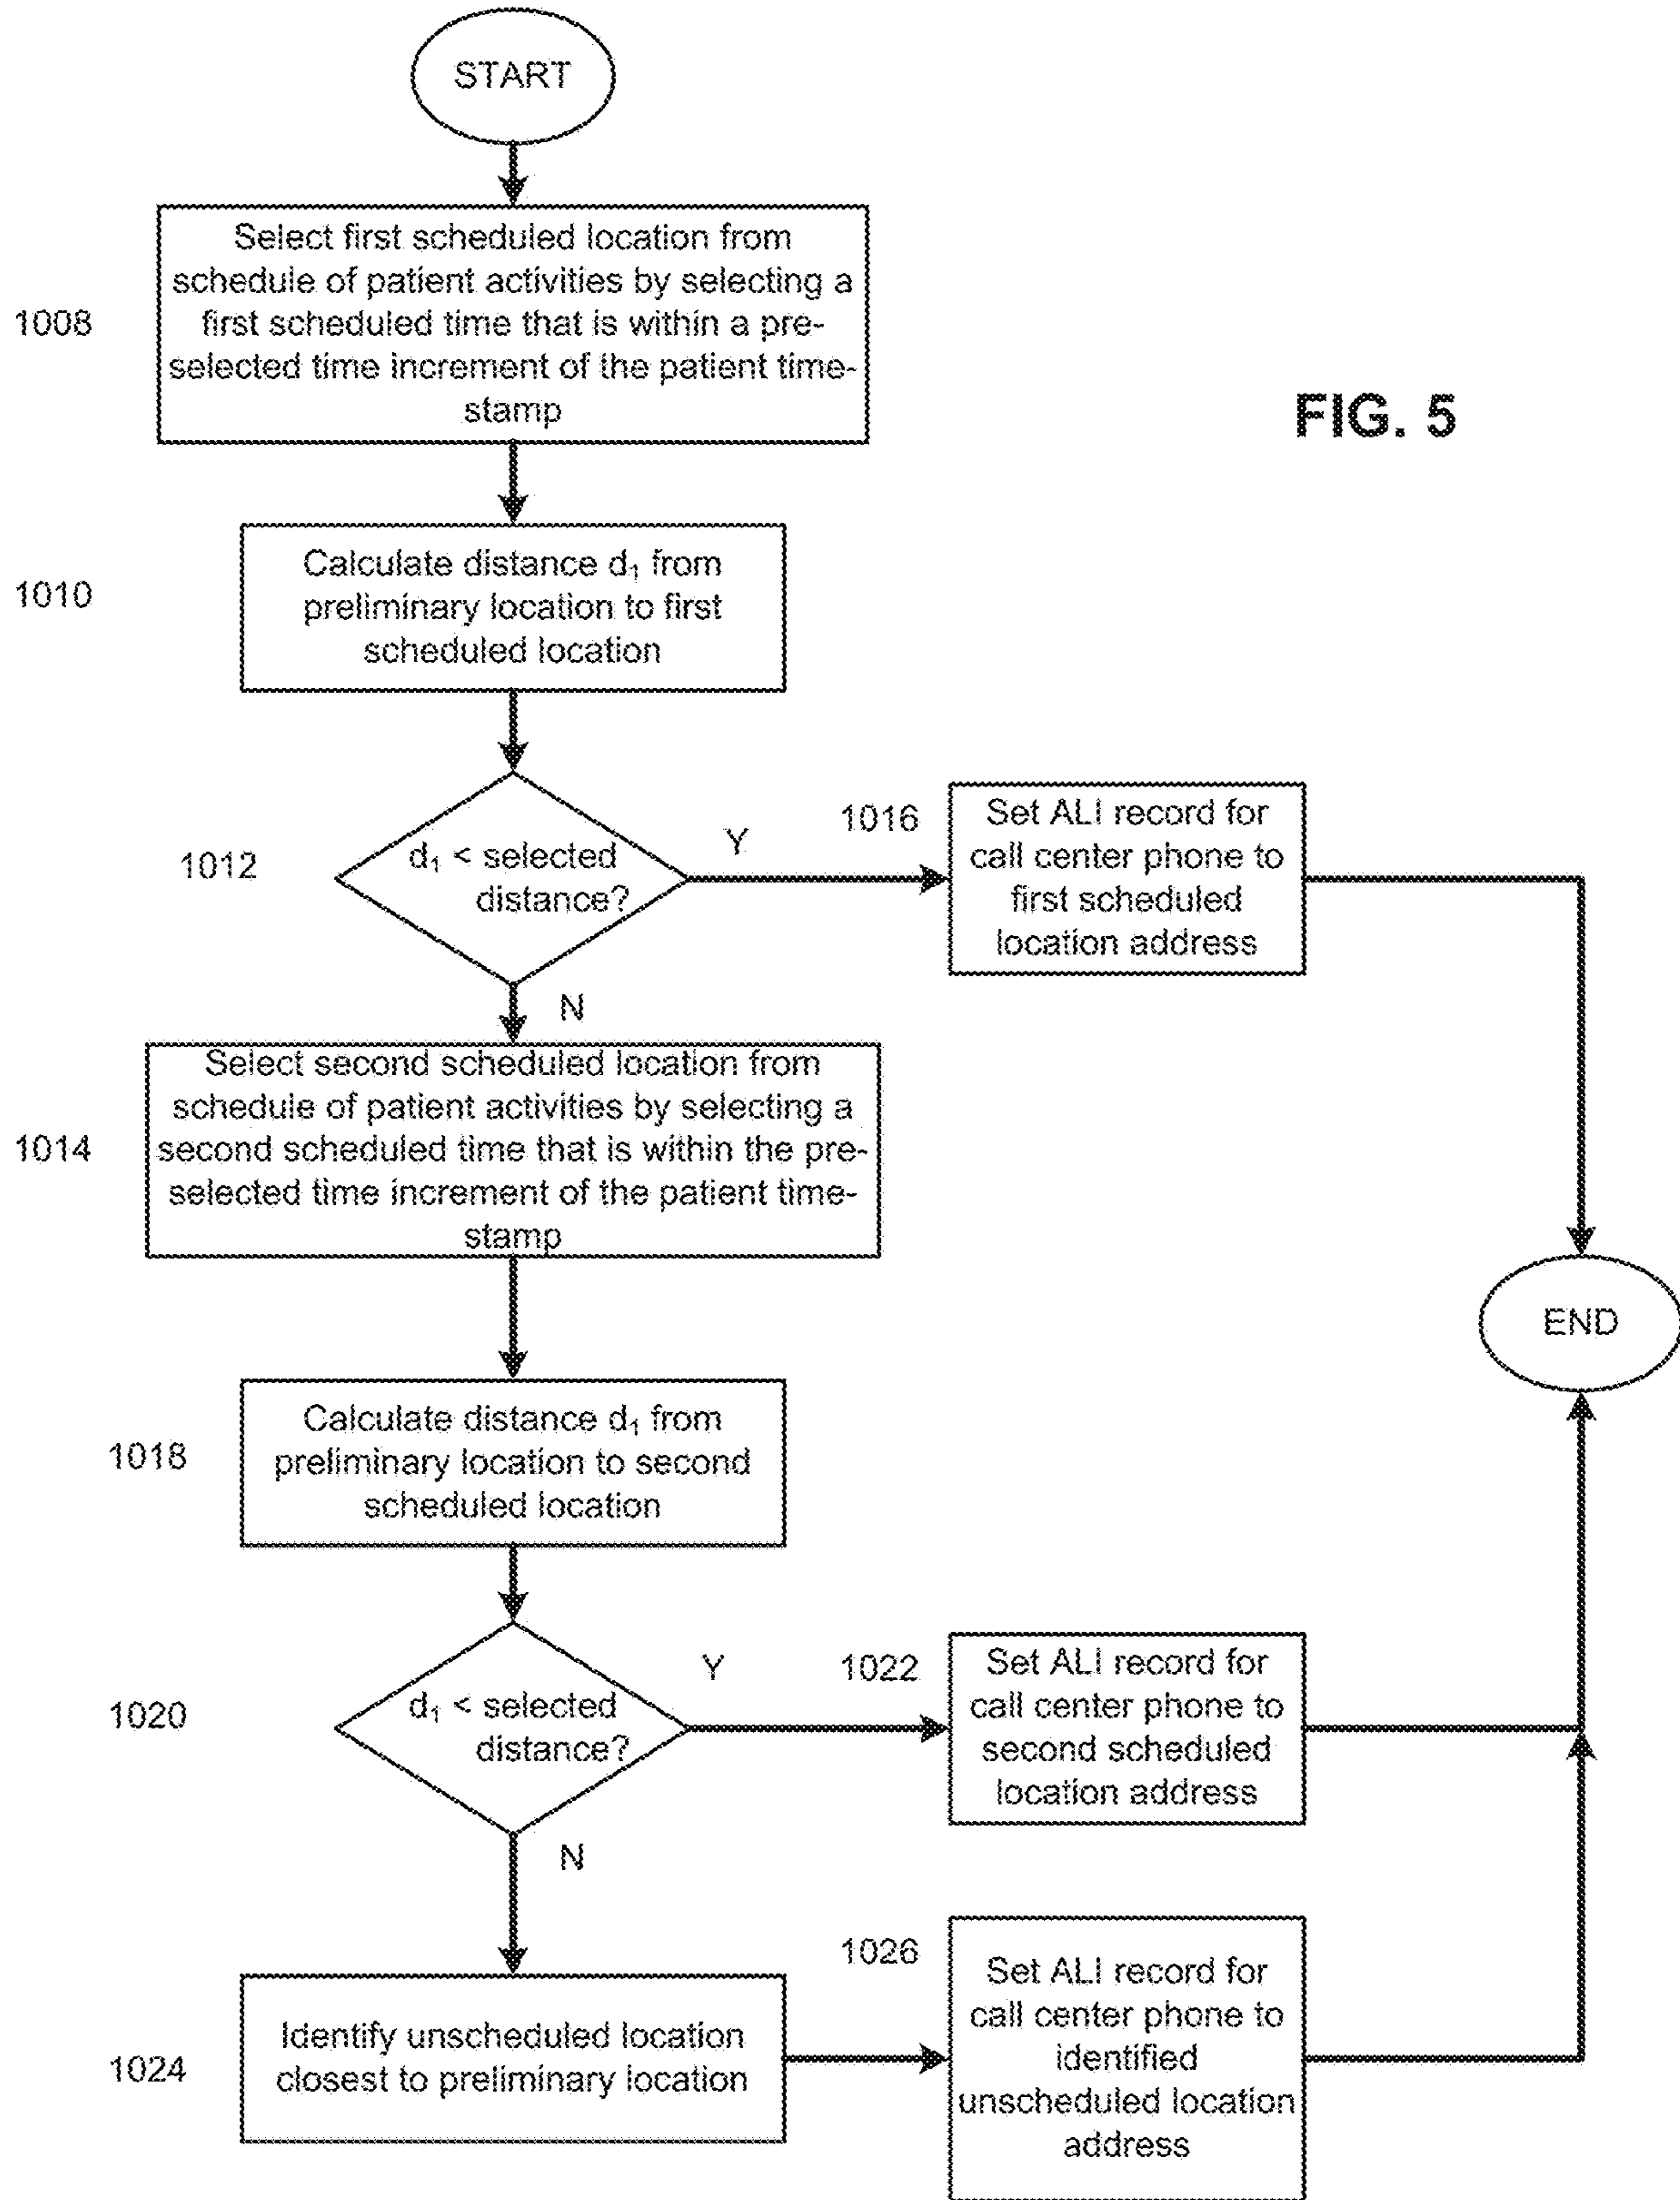 START
Select first scheduled location from
schedule of patient activities by selecting a
first scheduled time that is within a pre-
selected time increment of the patient time-
stamp
1008
FIG. 5
Calculate distance d₁ from
preliminary location to first
scheduled location
1010
d₁ < selected
distance?
1012
Y
1016
Set ALI record for
call center phone to
first scheduled
location address
N
Select second scheduled location from
schedule of patient activities by selecting a
second scheduled time that is within the pre-
selected time increment of the patient time-
stamp
1014
END
Calculate distance d₁ from
preliminary location to second
scheduled location
1018
d₁ < selected
distance?
1020
Y
1022
Set ALI record for
call center phone to
second scheduled
location address
N
Identify unscheduled location
closest to preliminary location
1024
1026
Set ALI record for
call center phone to
identified
unscheduled location
address